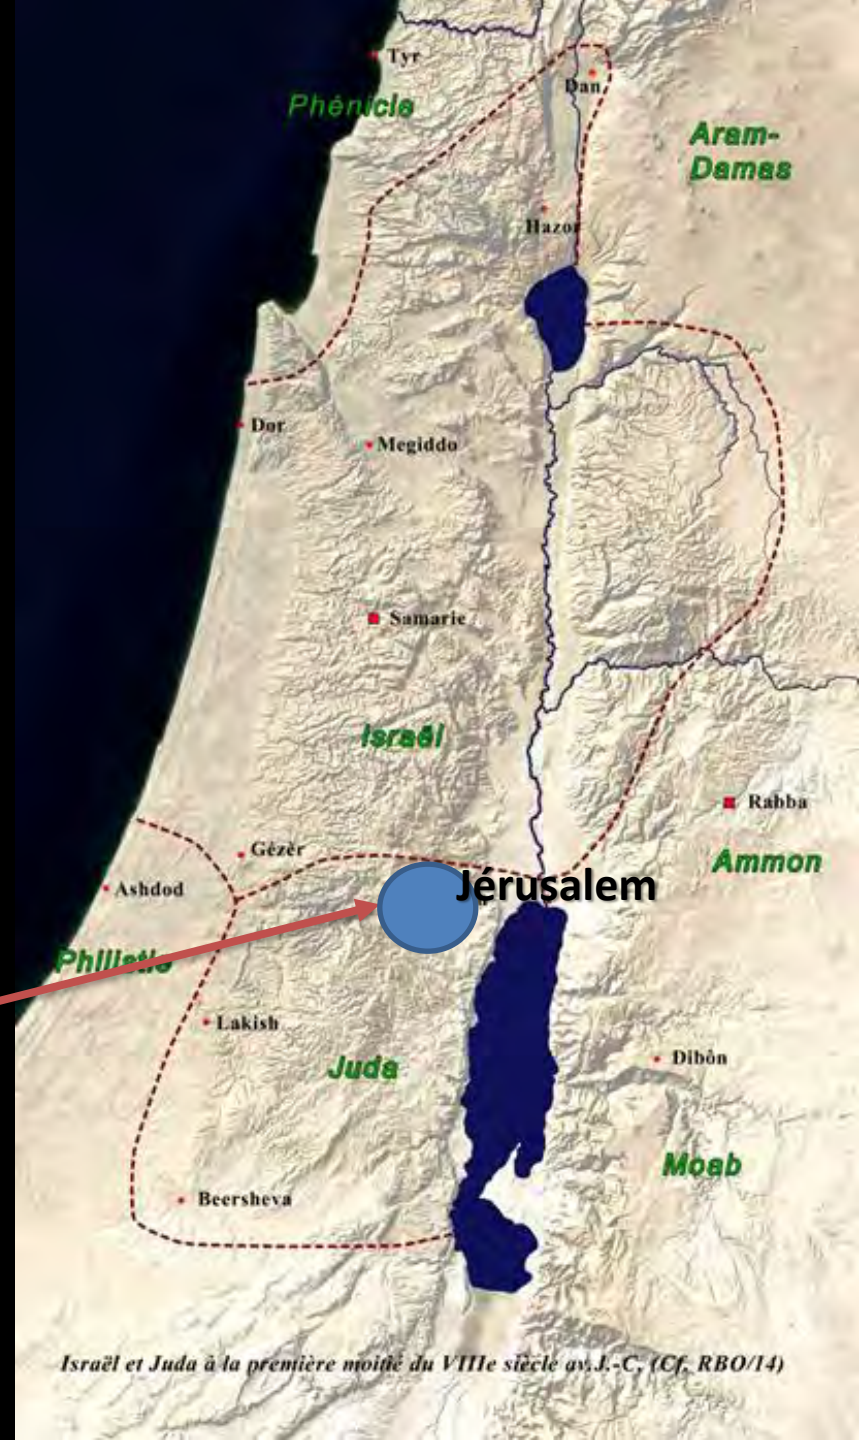 Tyr
Phénicie
Dan
Aram-
Damas
Hazor
Dor
Megiddo
Samarie
Israël
Rabba
Gézér
Ammon
Jérusalem
Ashdod
Philistie
Lakish
Dibôn
Juda
Moab
Beersheva
Israël et Juda à la première moitié du VIIIe siècle av.J.-C. (Cf. RBO/14)